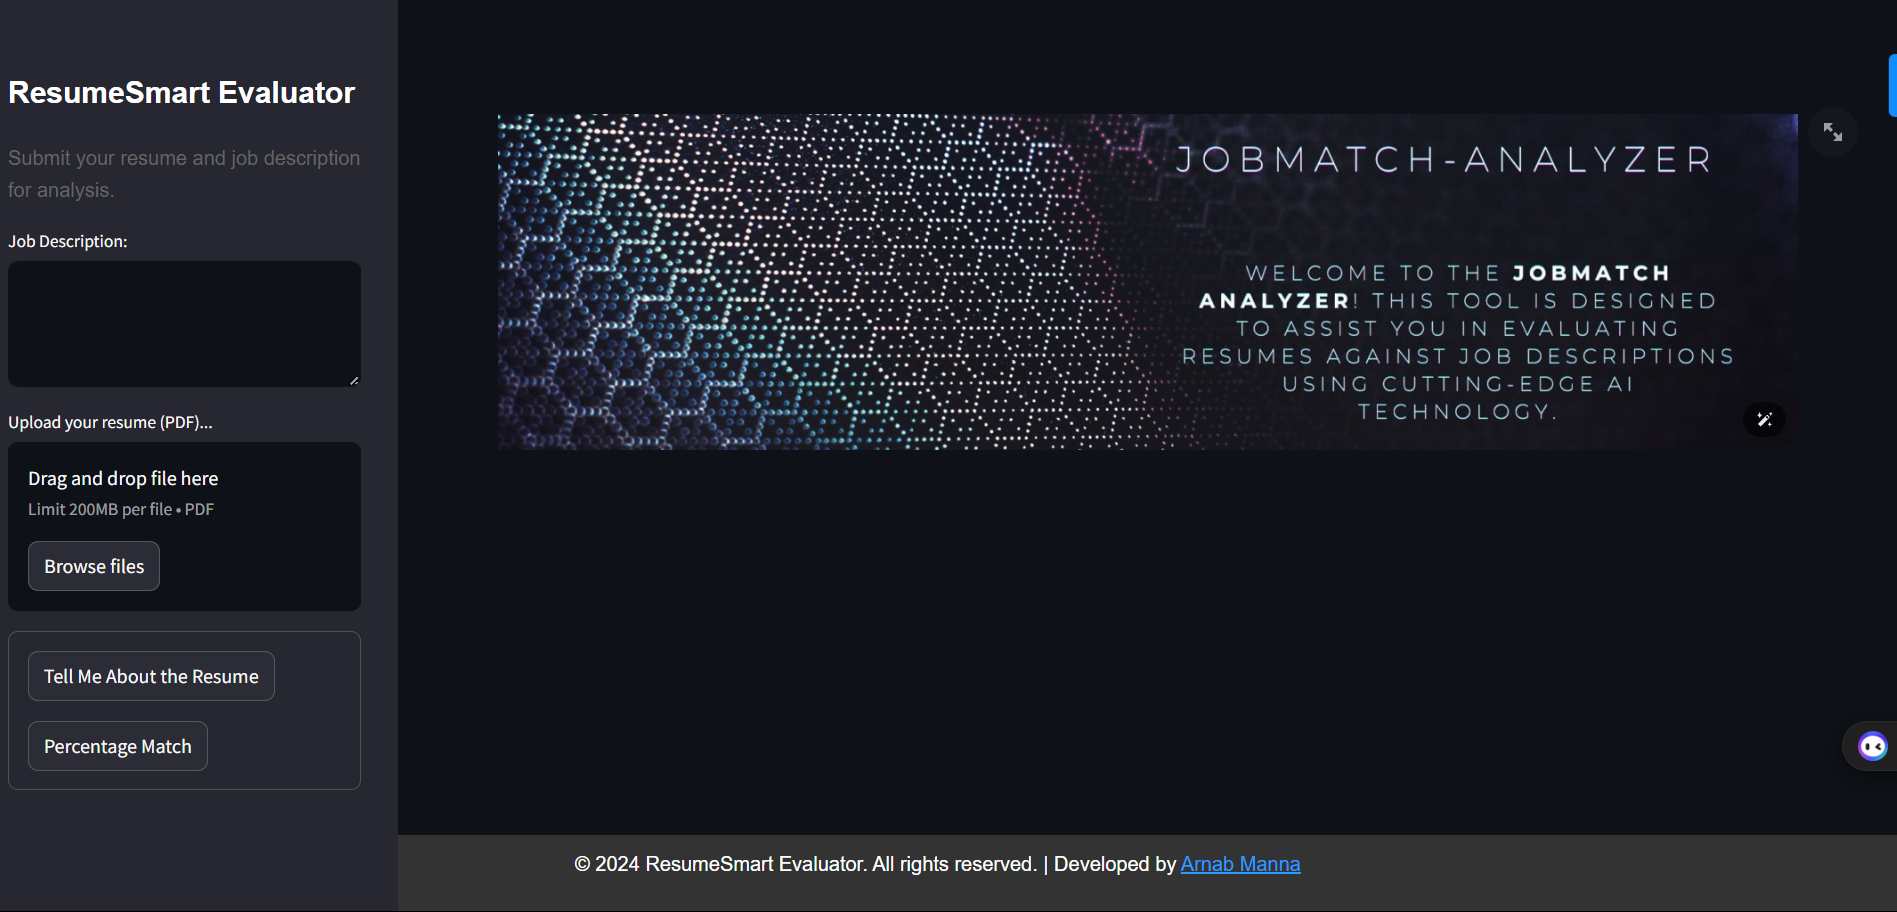 ResumeSmart Evaluator
Submit your resume and job description
for analysis.
Job Description:
Upload your resume (PDF)...
Drag and drop file here
Limit 200MB per file • PDF
Browse files
Tell Me About the Resume
Percentage Match
JOBMATCH-ANALYZER
WELCOME TO THE JOBMATCH
ANALYZER! THIS TOOL IS DESIGNED
TO ASSIST YOU IN EVALUATING
RESUMES AGAINST JOB DESCRIPTIONS
USING CUTTING-EDGE AI
TECHNOLOGY.
© 2024 ResumeSmart Evaluator. All rights reserved. | Developed by Arnab Manna